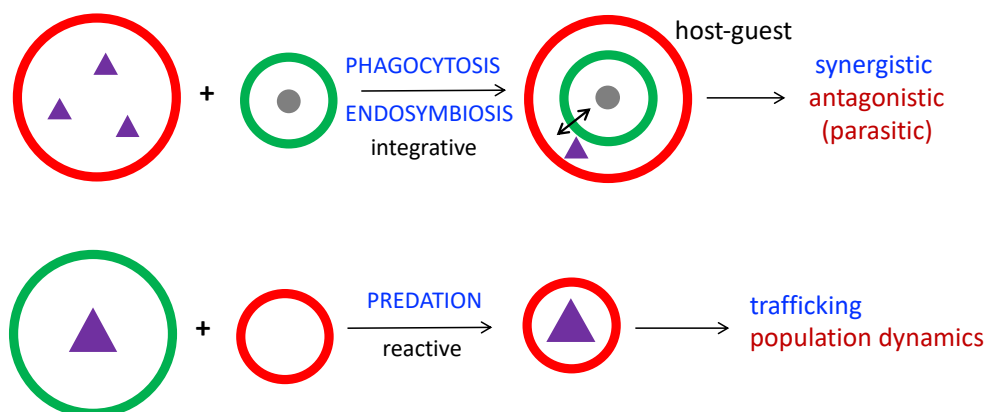 host-guest
+
PHAGOCYTOSIS
ENDOSYMBIOSIS
integrative
synergistic
antagonistic
(parasitic)
+
PREDATION
reactive
trafficking
population dynamics